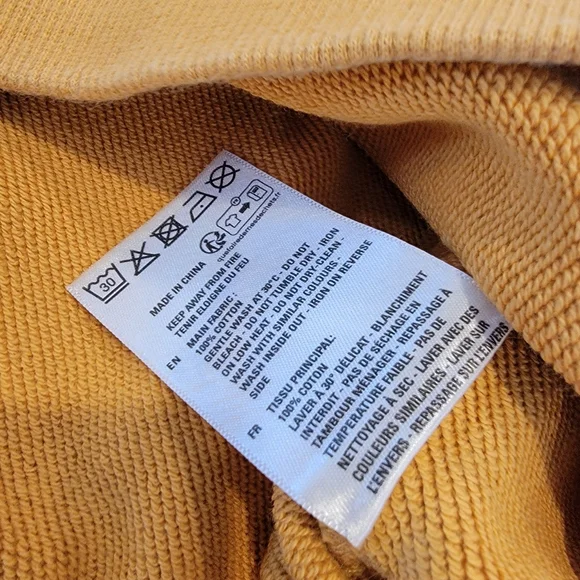 30
FR
quefairedemesdechets.fr
MADE IN CHINA
KEEP AWAY FROM FIRE
TENIR ELOIGNE DU FEU
EN
MAIN FABRIC -
100% COTTON
GENTLE WASH AT 30°C - DO NOT
BLEACH - DO NOT TUMBLE DRY - IRON
ON LOW HEAT - DO NOT DRY-CLEAN -
WASH WITH SIMILAR COLOURS -
WASH INSIDE OUT - IRON ON REVERSE
SIDE
FR
TISSU PRINCIPAL:
100% COTON
LAVER À 30° DÉLICAT - BLANCHIMENT
INTERDIT - PAS DE SÉCHAGE EN
TAMBOUR MÉNAGER - REPASSAGE À
TEMPÉRATURE FAIBLE - PAS DE
NETTOYAGE À SEC - LAVER AVEC LES
COULEURS SIMILAIRES - LAVER SUR
L'ENVERS - REPASSAGE SUR L'ENVERS